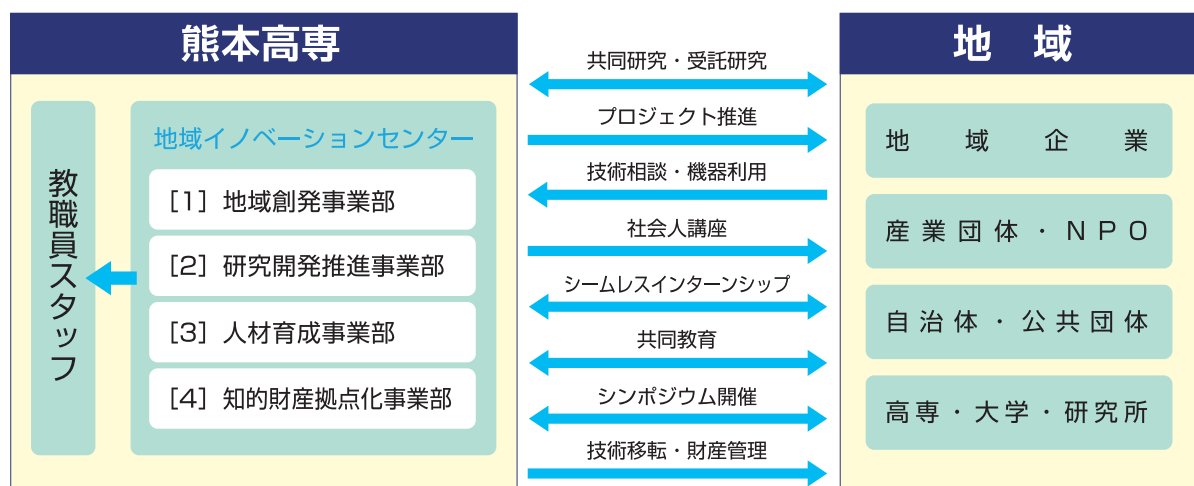 熊本高専
教職員スタッフ
地域イノベーションセンター
[1] 地域創発事業部
[2] 研究開発推進事業部
[3] 人材育成事業部
[4] 知的財産拠点化事業部
共同研究・受託研究
プロジェクト推進
技術相談・機器利用
社会人講座
シームレスインターンシップ
共同教育
シンポジウム開催
技術移転・財産管理
地域
地域企業
産業団体・NPO
自治体・公共団体
高専・大学・研究所